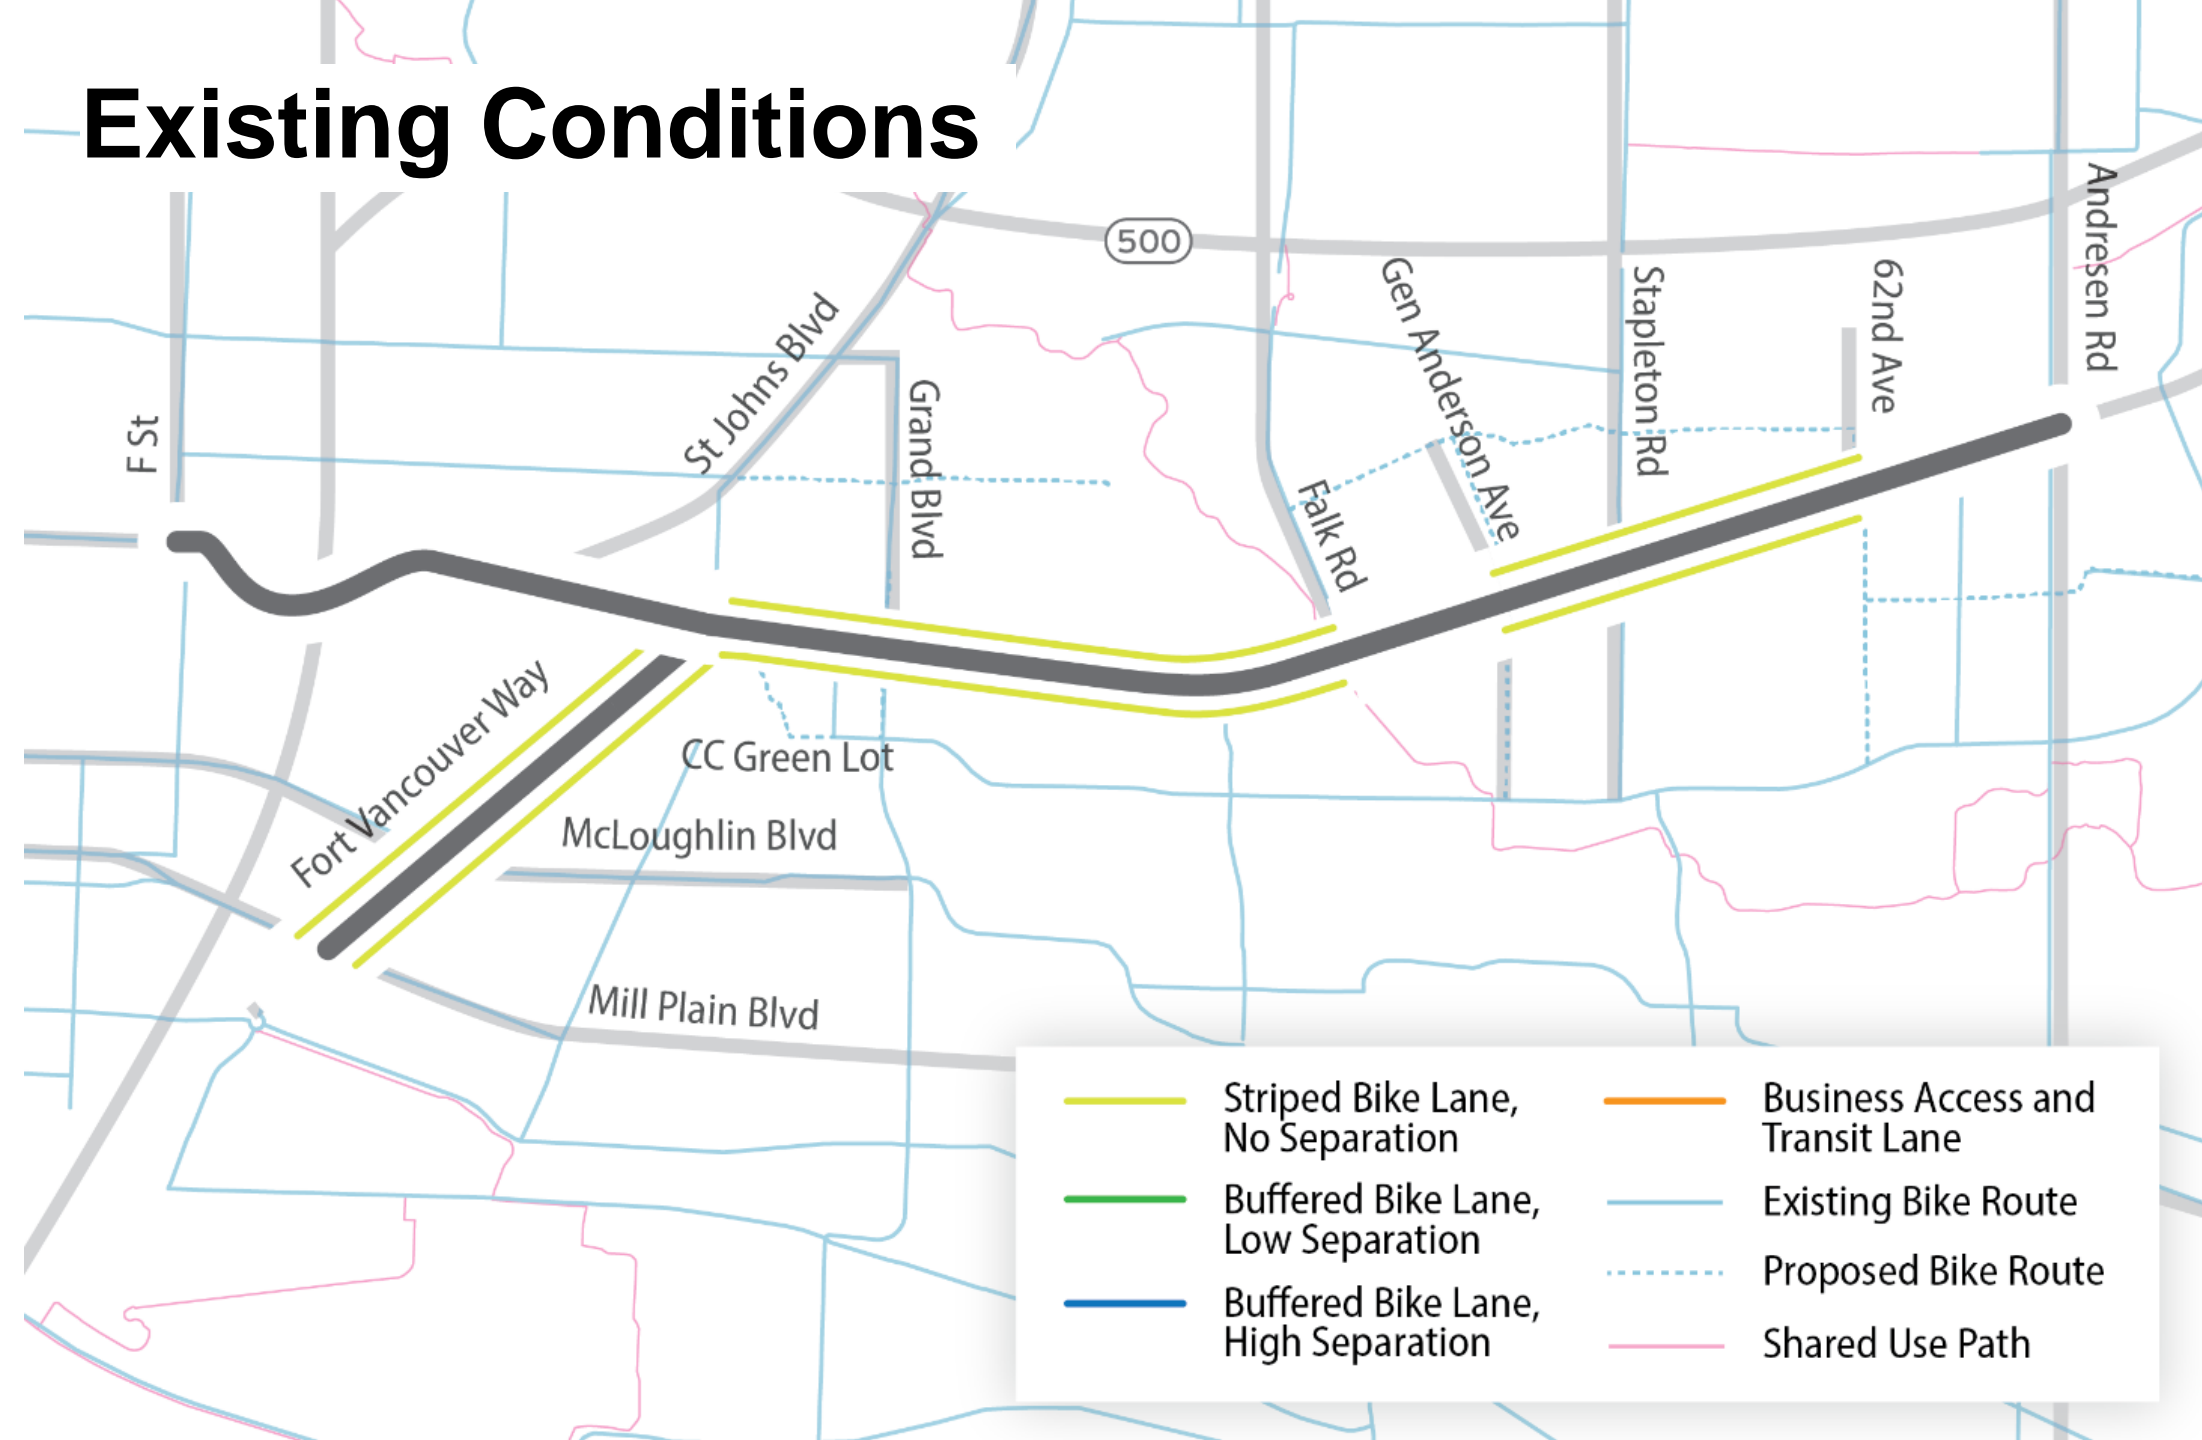 Existing Conditions
500
Andresen Rd
62nd Ave
Stapleton Rd
Gen Anderson Ave
St Johns Blvd
Grand Blvd
F St
Falk Rd
Fort Vancouver Way
CC Green Lot
McLoughlin Blvd
Mill Plain Blvd
Striped Bike Lane,
No Separation
Buffered Bike Lane,
Low Separation
Buffered Bike Lane,
High Separation
Business Access and
Transit Lane
Existing Bike Route
Proposed Bike Route
Shared Use Path